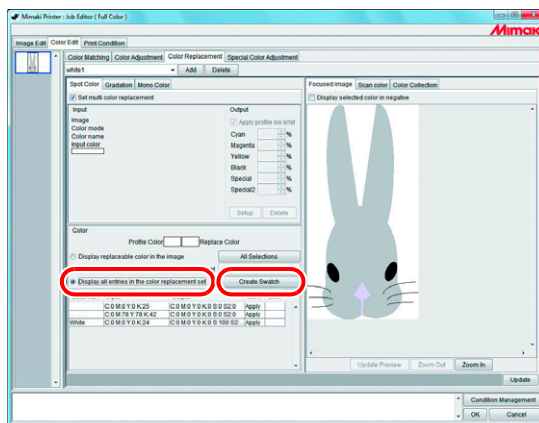 Mimaki Printer : Job Editor ( Full Color )
Mimaki
Image Edit Color Edit Print Condition
Color Matching Color Adjustment Color Replacement Special Color Adjustment
white1 Add Delete
Spot Color Gradation Mono Color
Set multi color replacement
Input Output
Image
Color mode
Color name
Input color
Apply profile ink limit
Cyan %
Magenta %
Yellow %
Black %
Special %
Special2 %
Setup Delete
Color
Profile Color Replace Color
Display replaceable color in the image All Selections
Display all entries in the color replacement set Create Swatch
C:0 M:0 Y:0 K:25 C:0 M:0 Y:0 K:0 S:0 S2:0 Apply
C:0 M:78 Y:78 K:42 C:0 M:0 Y:0 K:0 S:0 S2:0 Apply
White C:0 M:0 Y:0 K:24 C:0 M:0 Y:0 K:0 S:100 S2 Apply
Focused image Scan color Color Collection
Display selected color in negative
Update Preview Zoom Out Zoom In
Update
Condition Management
OK Cancel